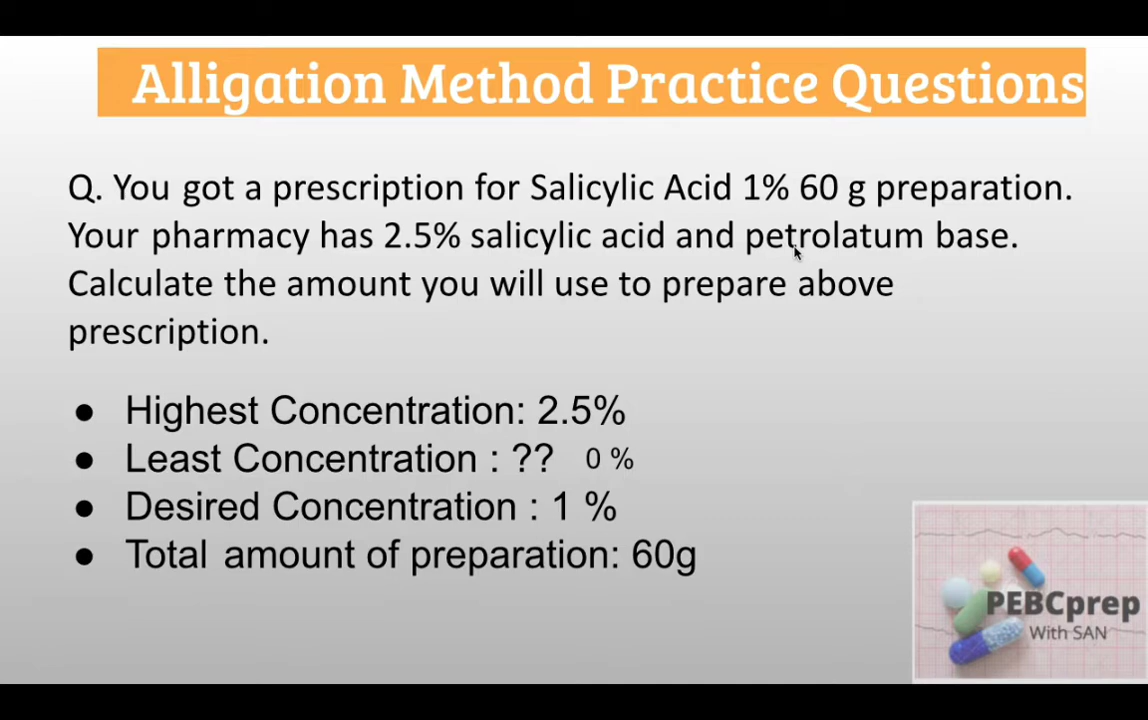 Alligation Method Practice Questions
Q. You got a prescription for Salicylic Acid 1% 60 g preparation.
Your pharmacy has 2.5% salicylic acid and petrolatum base.
Calculate the amount you will use to prepare above
prescription.
● Highest Concentration: 2.5%
● Least Concentration : ?? 0 %
● Desired Concentration : 1 %
● Total amount of preparation: 60g
PEBCprep
With SAN